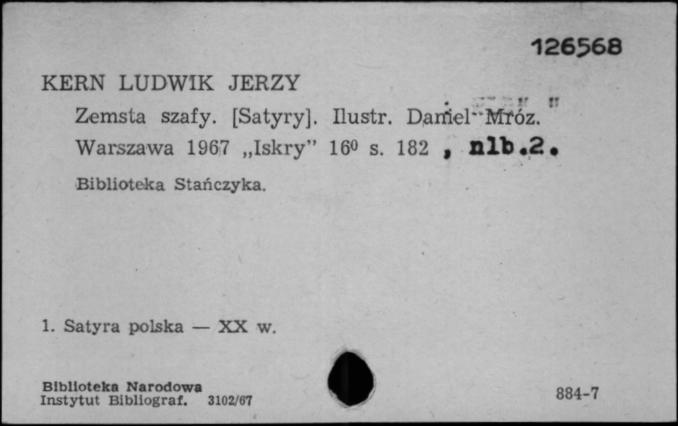 126568
KERN LUDWIK JERZY
Zemsta szafy. [Satyry]. Ilustr. Daniel Mróz.
Warszawa 1967 „Iskry” 16⁰ s. 182 , nlb.2.
Biblioteka Stańczyka.
1. Satyra polska — XX w.
Biblioteka Narodowa
Instytut Bibliograf. 3102/67
884-7